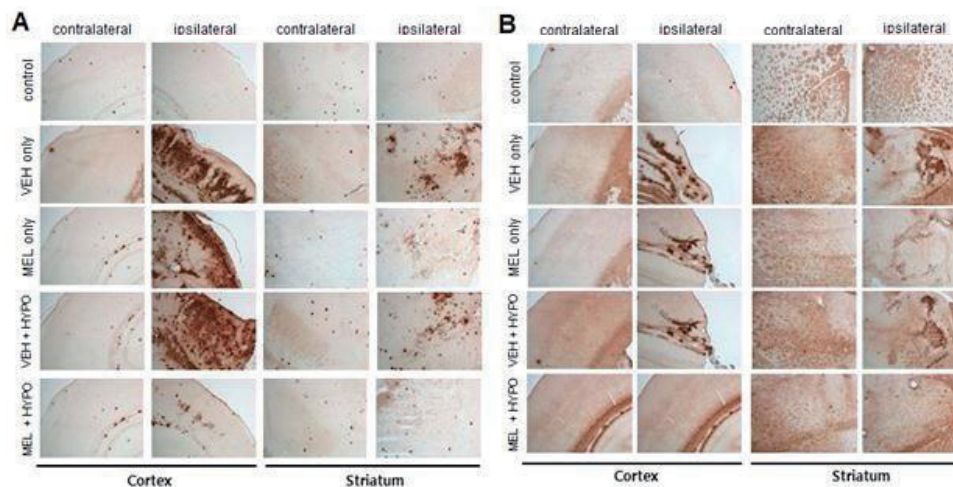 A
contralateral ipsilateral contralateral ipsilateral
control
VEH only
MEL only
VEH + HYPO
MEL + HYPO
Cortex Striatum
B
contralateral ipsilateral contralateral ipsilateral
control
VEH only
MEL only
VEH + HYPO
MEL + HYPO
Cortex Striatum